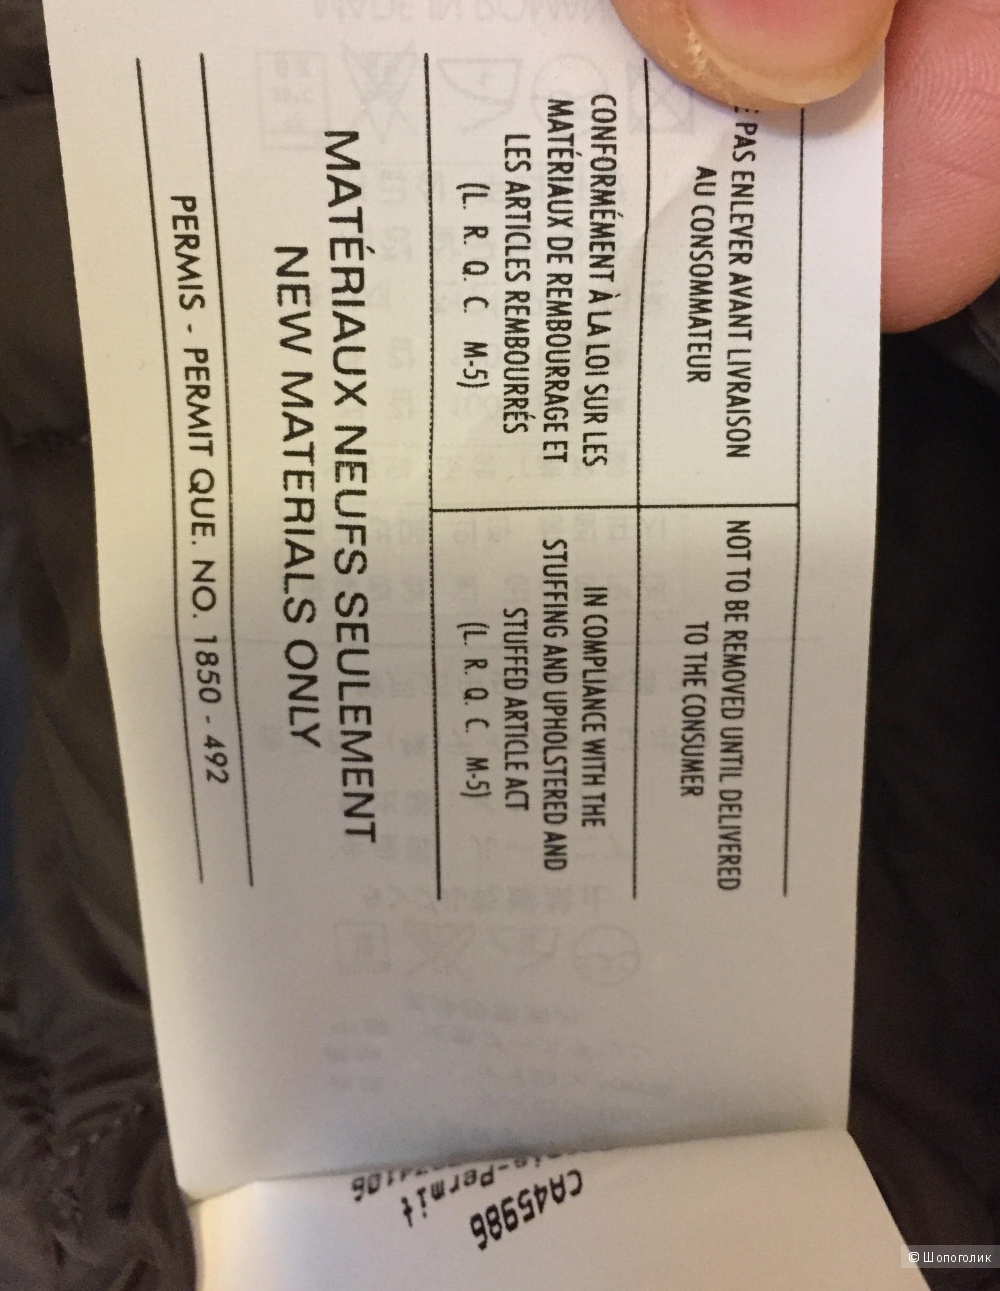 PAS ENLEVER AVANT LIVRAISON
AU CONSOMMATEUR
NOT TO BE REMOVED UNTIL DELIVERED
TO THE CONSUMER
CONFORMÉMENT À LA LOI SUR LES
MATÉRIAUX DE REMBOURRAGE ET
LES ARTICLES REMBOURRÉS
(L. R. Q. C M-5)
IN COMPLIANCE WITH THE
STUFFING AND UPHOLSTERED AND
STUFFED ARTICLE ACT
(L. R. Q. C M-5)
MATÉRIAUX NEUFS SEULEMENT
NEW MATERIALS ONLY
PERMIS - PERMIT QUE. NO. 1850 - 492
CA45986
Permit
© Шопоголик